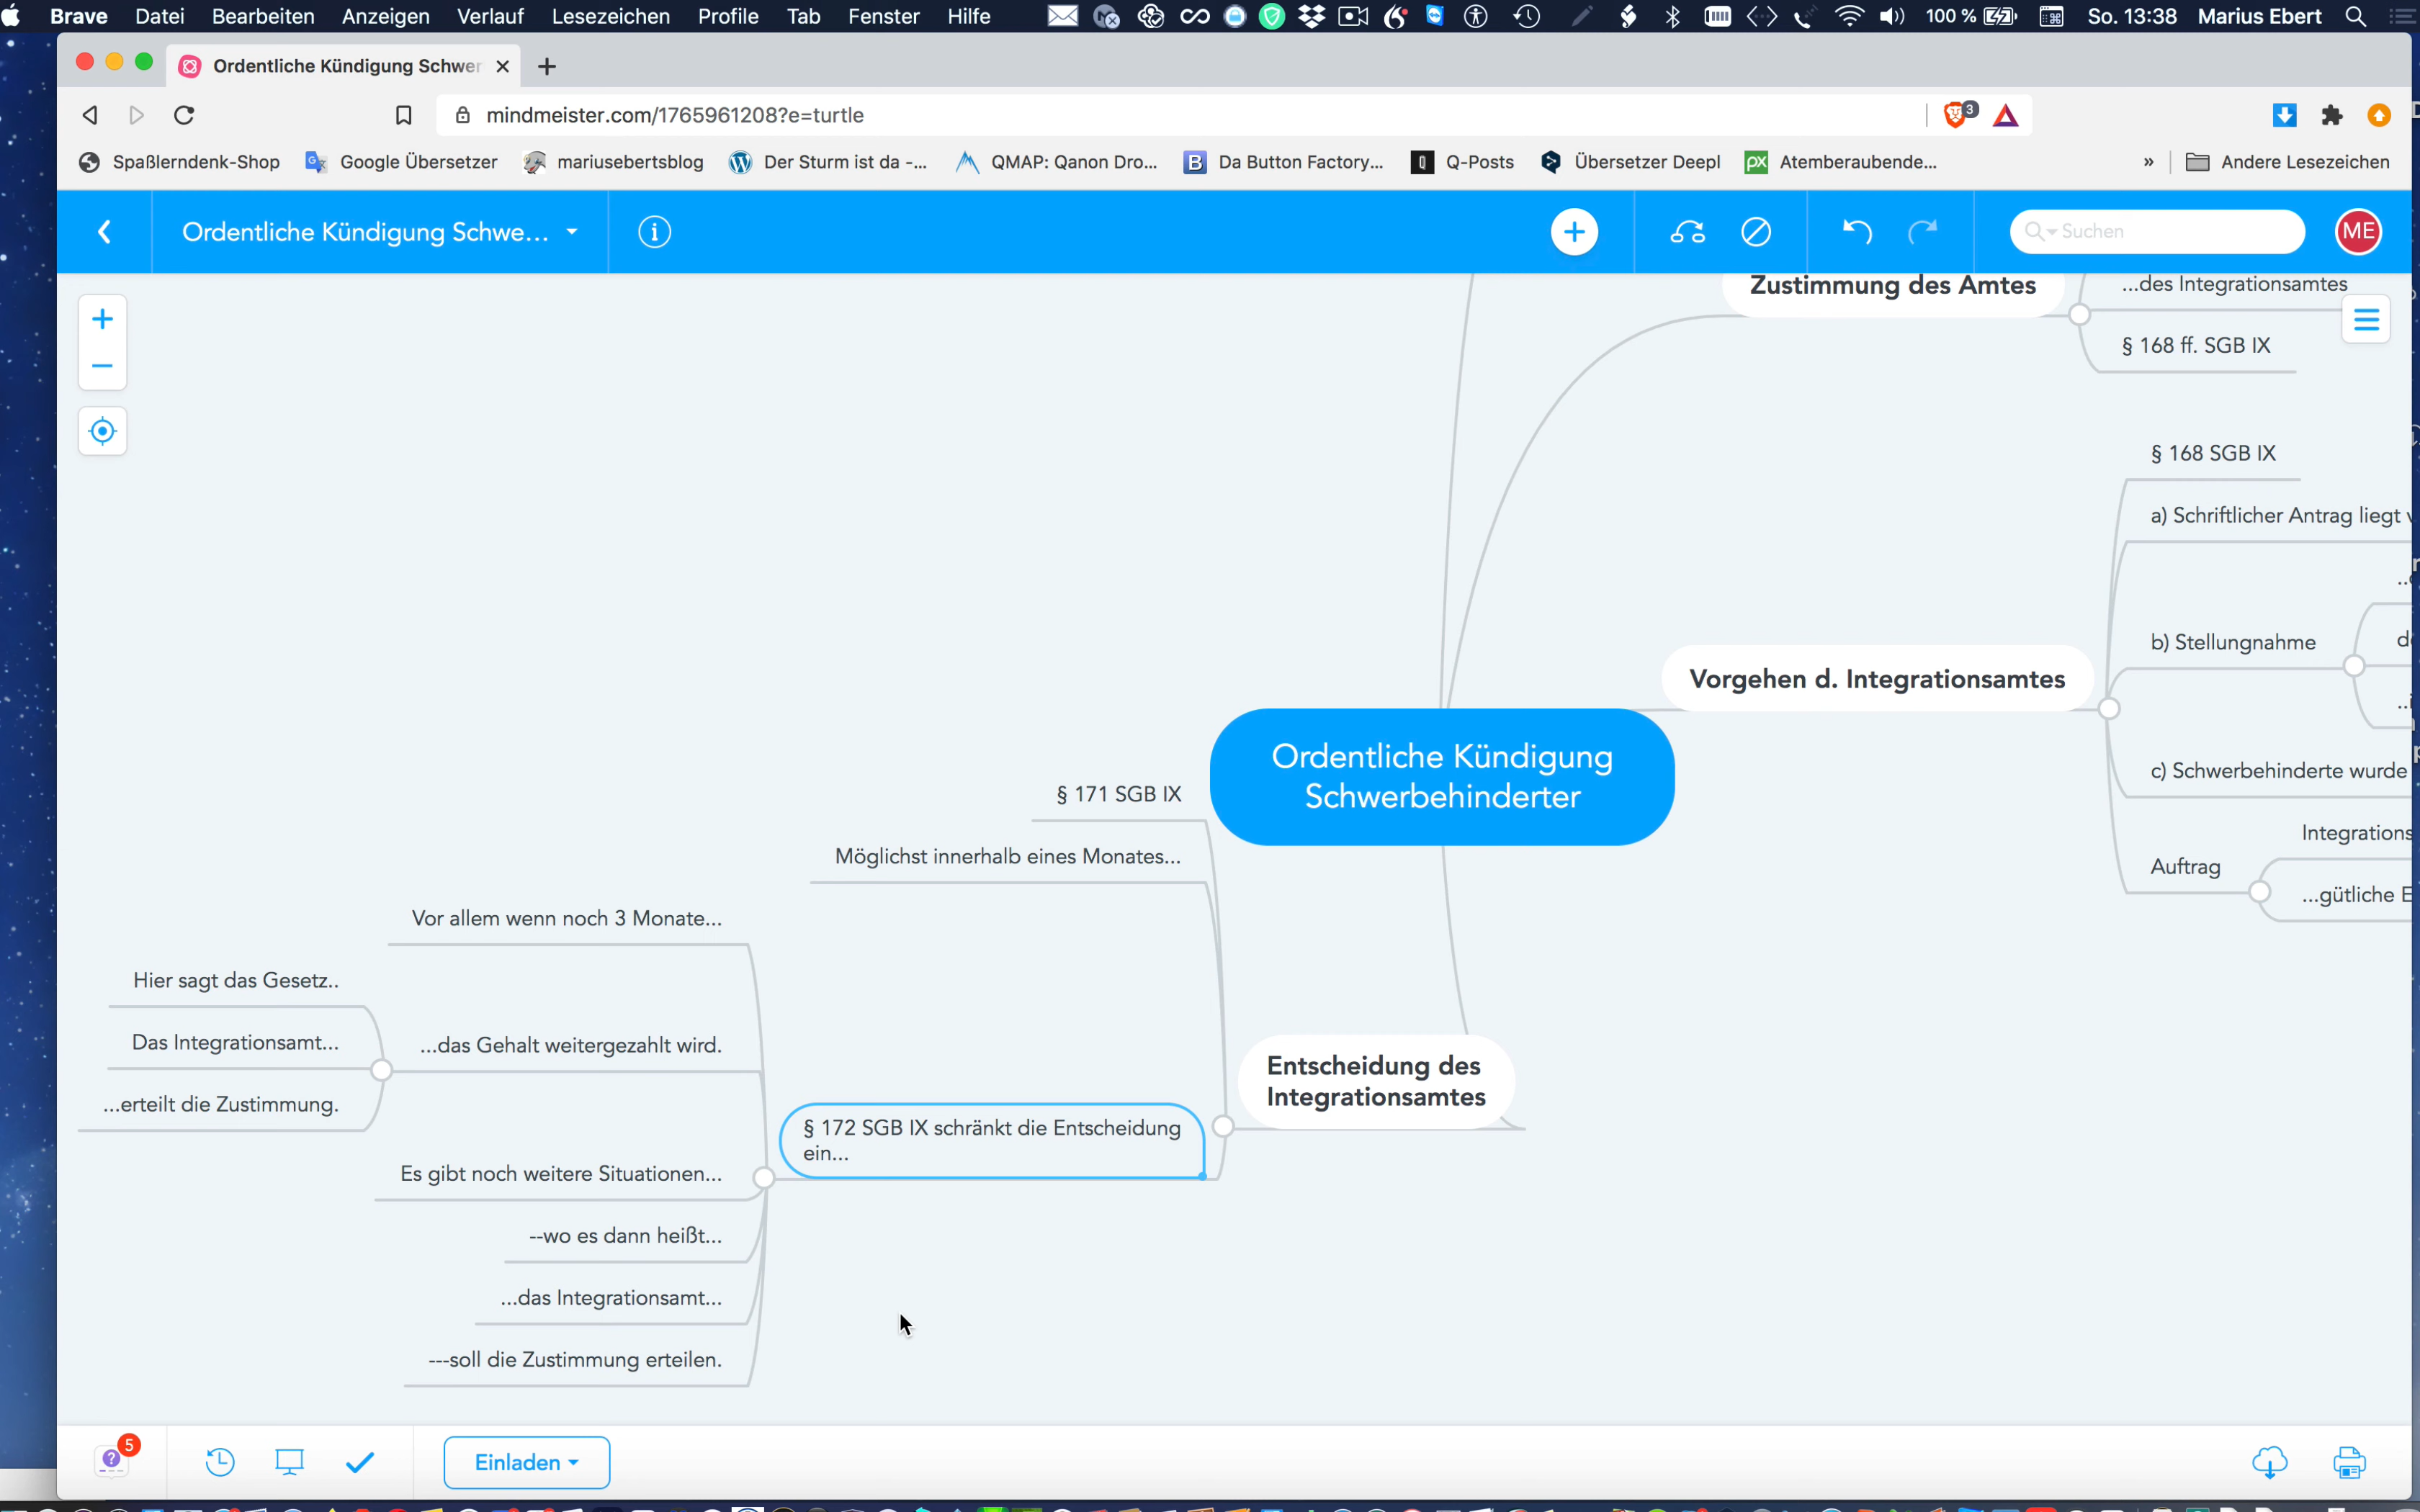 Brave Datei Bearbeiten Anzeigen Verlauf Lesezeichen Profile Tab Fenster Hilfe 100 % So. 13:38 Marius Ebert
Ordentliche Kündigung Schwer
mindmeister.com/1765961208?e=turtle 3
Spaßlerndenk-Shop Google Übersetzer mariusebertsblog Der Sturm ist da -... QMAP: Qanon Dro... B Da Button Factory... Q-Posts Übersetzer Deepl PX Atemberaubende... » Andere Lesezeichen
Ordentliche Kündigung Schwe... Suchen ME
Zustimmung des Amtes
...des Integrationsamtes
§ 168 ff. SGB IX
§ 168 SGB IX
a) Schriftlicher Antrag liegt
b) Stellungnahme
Vorgehen d. Integrationsamtes
c) Schwerbehinderte wurde
Integrations
Auftrag
...gütliche E
Ordentliche Kündigung
Schwerbehinderter
§ 171 SGB IX
Möglichst innerhalb eines Monates...
Vor allem wenn noch 3 Monate...
Hier sagt das Gesetz..
Das Integrationsamt...
...das Gehalt weitergezahlt wird.
...erteilt die Zustimmung.
Entscheidung des
Integrationsamtes
§ 172 SGB IX schränkt die Entscheidung
ein...
Es gibt noch weitere Situationen...
--wo es dann heißt...
...das Integrationsamt...
---soll die Zustimmung erteilen.
5
Einladen